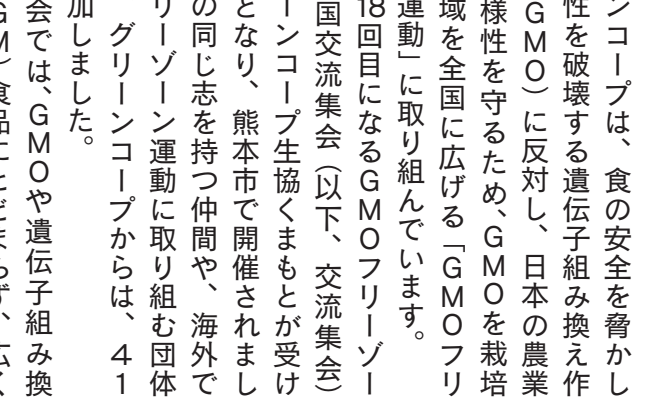 ンコープは、食の安全を脅かし
性を破壊する遺伝子組み換え作
GMO）に反対し、日本の農業
様性を守るため、GMOを栽培
域を全国に広げる「GMOフリ
運動」に取り組んでいます。
18回目になるGMOフリーゾー
国交流集会（以下、交流集会）
ーンコープ生協くまもとが受け
となり、熊本市で開催されまし
の同じ志を持つ仲間や、海外で
リーゾーン運動に取り組む団体
グリーンコープからは、41
加しました。
会では、GMOや遺伝子組み換
GM）食品にとどまらず、広く